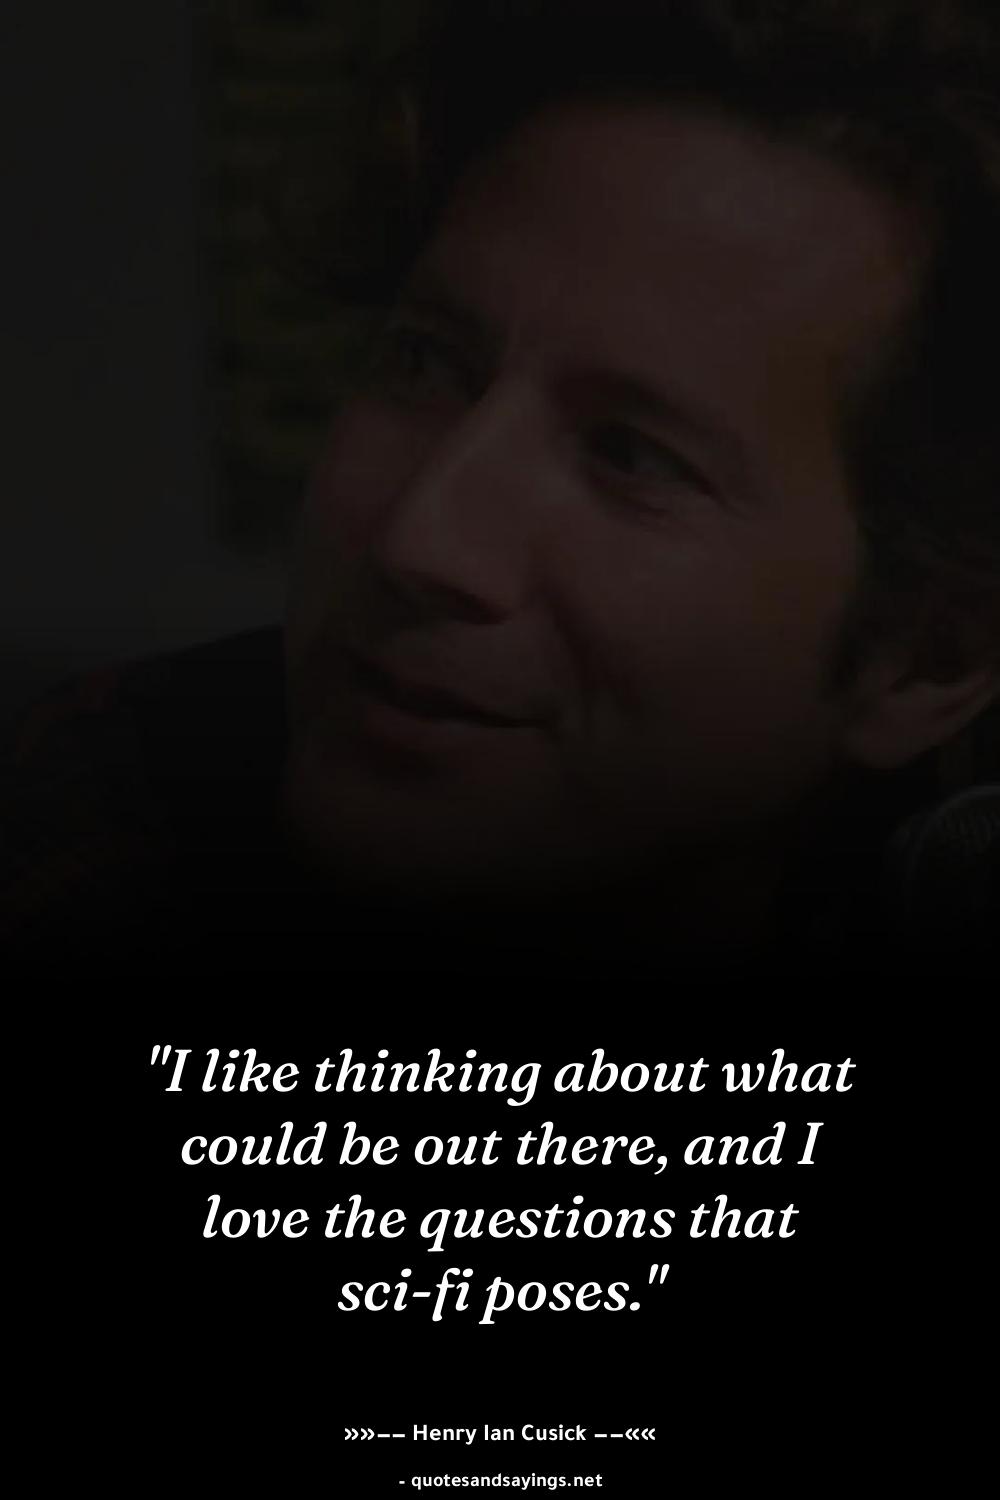 "I like thinking about what
could be out there, and I
love the questions that
sci-fi poses."
»»–– Henry Ian Cusick ––««
- quotesandsayings.net